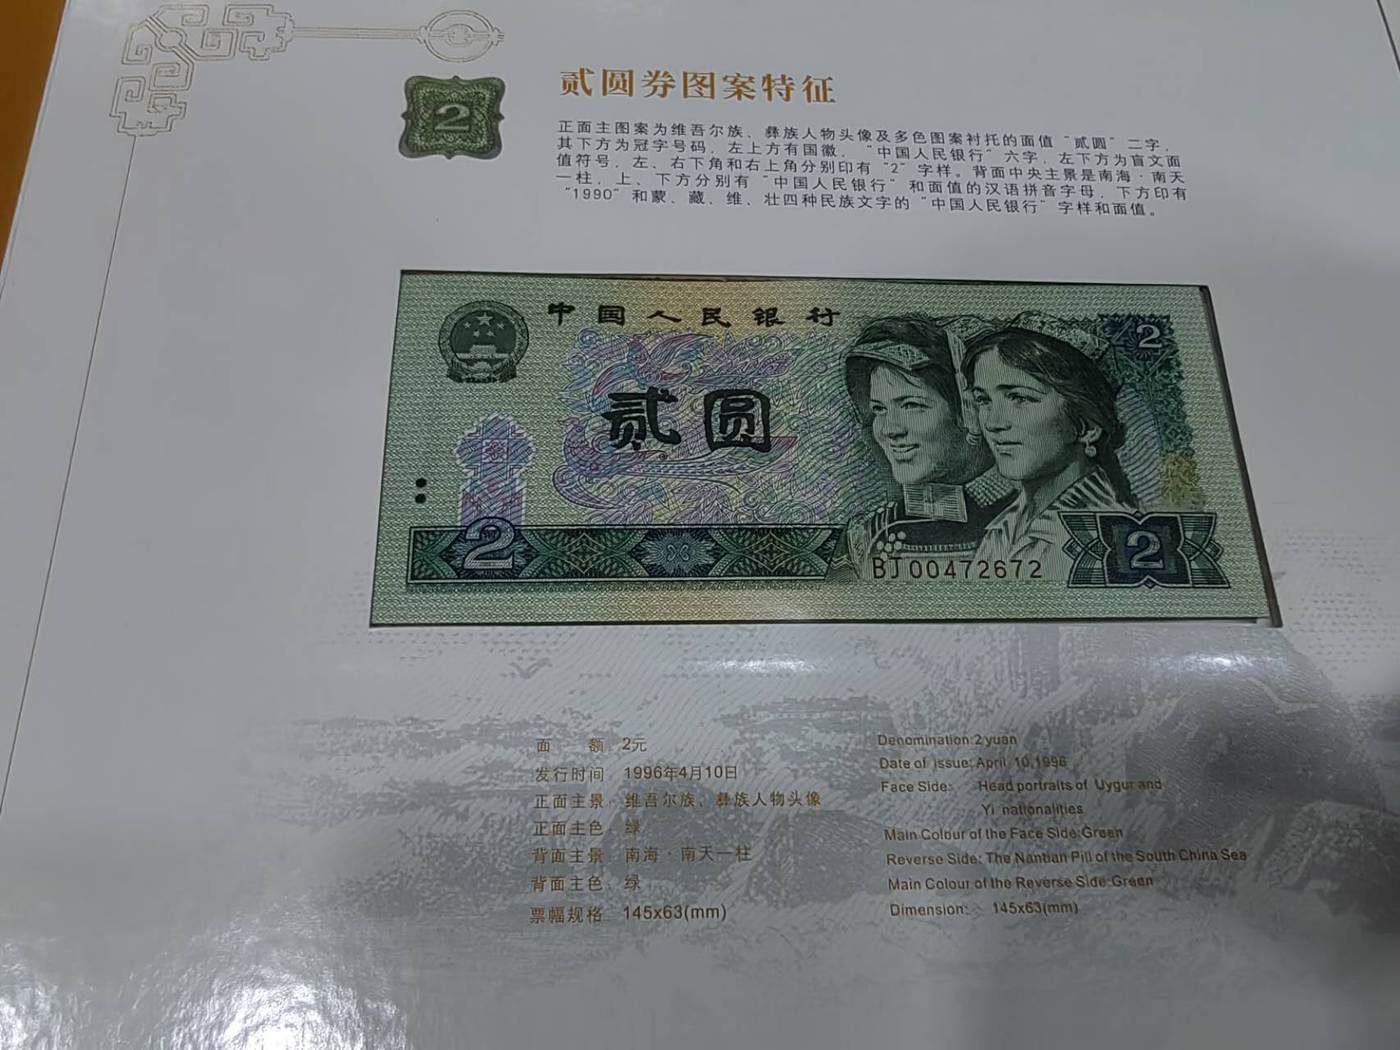 2
贰圆券图案特征
正面主图案为维吾尔族、彝族人物头像及多色图案衬托的面值“贰圆”二字，
其下方为冠字号码，左上方有国徽，“中国人民银行”六字，左下方为盲文面
值符号，左、右下角和右上角分别印有“2”字样。背面中央主景是南海·南天
一柱，上、下方分别有“中国人民银行”和面值的汉语拼音字母，下方印有
“1990”和蒙、藏、维、壮四种民族文字的“中国人民银行”字样和面值。
中国人民银行
2
贰圆
2
2
BJ00472672
面 额 2元
发行时间 1996年4月10日
正面主景 维吾尔族、彝族人物头像
正面主色 绿
背面主景 南海·南天一柱
背面主色 绿
票幅规格 145x63(mm)
Denomination:2yuan
Date of issue:April 10,1996
Face Side: Head portraits of Uygur and
Yi nationalities
Main Colour of the Face Side:Green
Reverse Side: The Nantian Pill of the South China Sea
Main Colour of the Reverse Side:Green
Dimension: 145x63(mm)